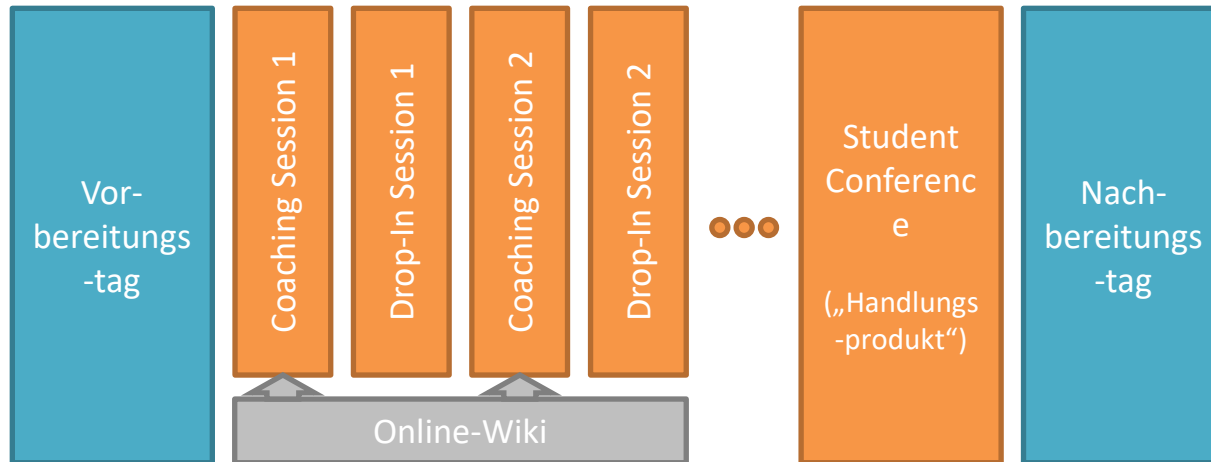 Vor-
bereitungs
-tag
Coaching Session 1
Drop-In Session 1
Coaching Session 2
Drop-In Session 2
Student
Conferenc
e
(„Handlungs
-produkt“)
Nach-
bereitungs
-tag
Online-Wiki